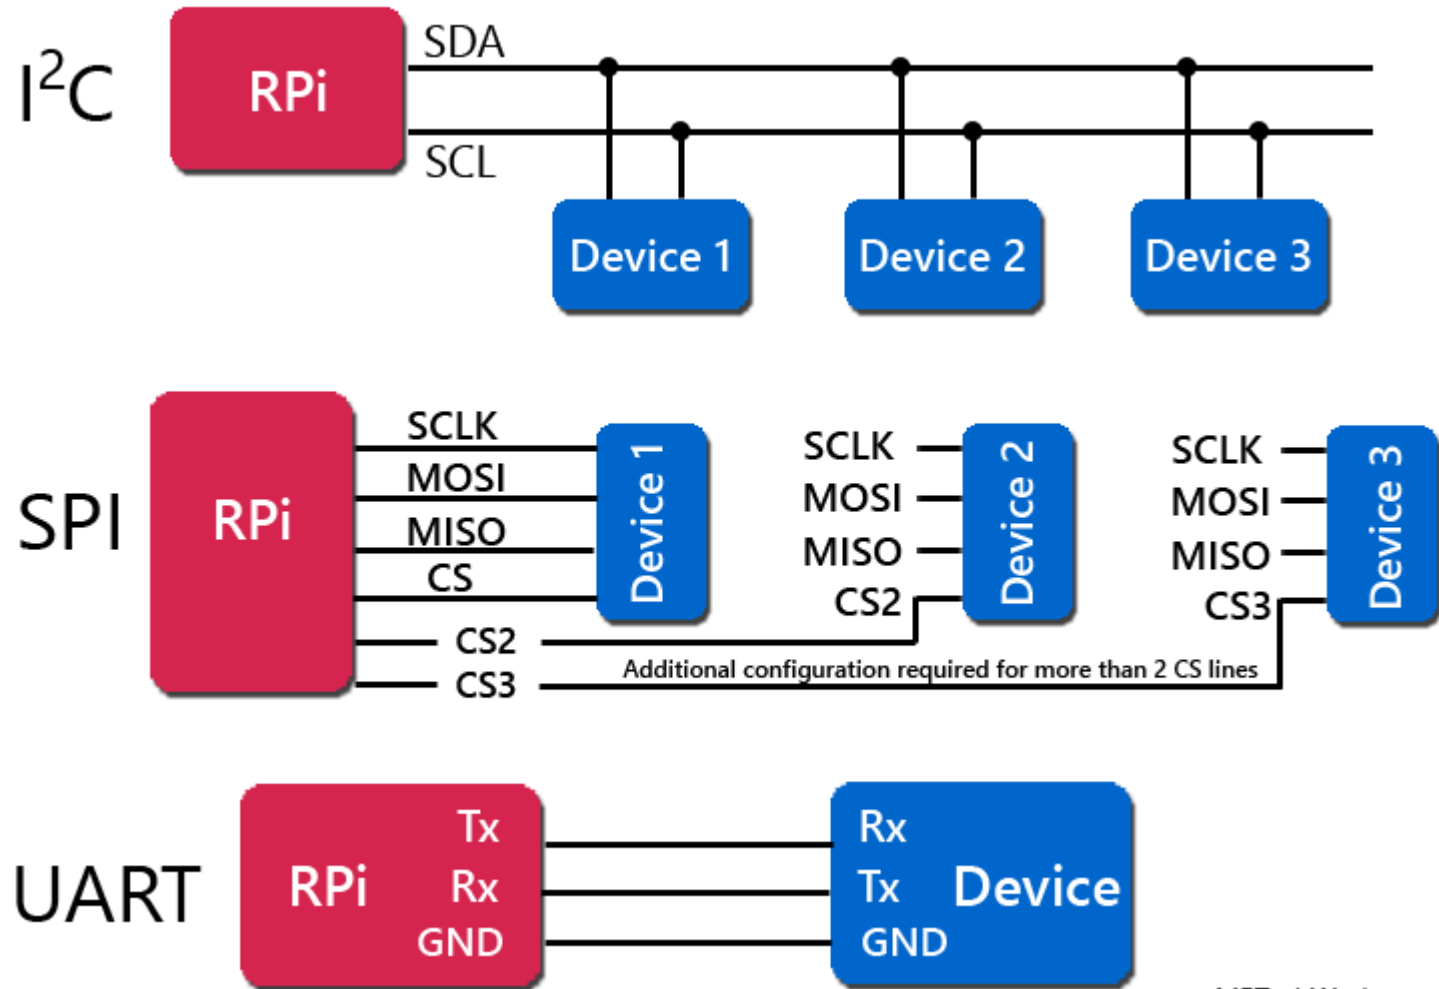 I²C
RPi
SDA
SCL
Device 1
Device 2
Device 3
SPI
RPi
SCLK
MOSI
MISO
CS
CS2
CS3
Device 1
SCLK
MOSI
MISO
CS2
Device 2
SCLK
MOSI
MISO
CS3
Device 3
Additional configuration required for more than 2 CS lines
UART
RPi
Tx
Rx
GND
Rx
Tx
GND
Device